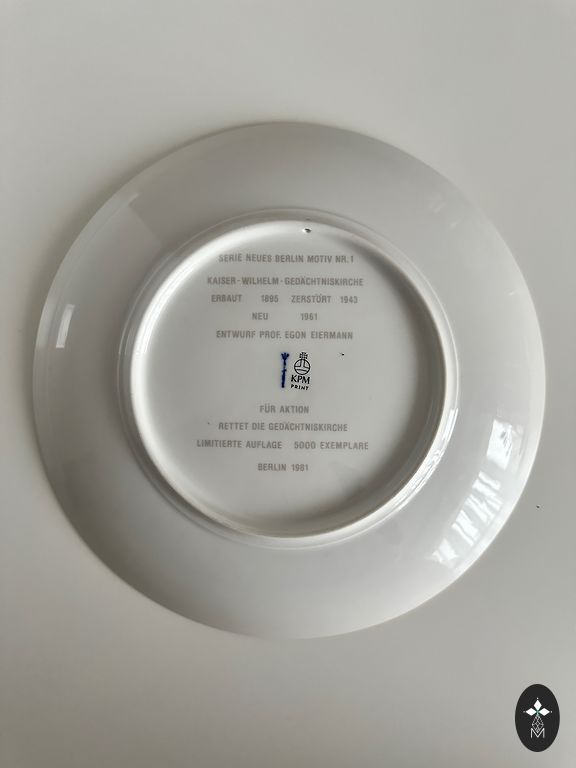 SERIE NEUES BERLIN MOTIV NR. 1
KAISER-WILHELM-GEDÄCHTNISKIRCHE
ERBAUT 1895 ZERSTÖRT 1943
NEU 1961
ENTWURF PROF. EGON EIERMANN
KPM
PRINT
FÜR AKTION
RETTET DIE GEDÄCHTNISKIRCHE
LIMITIERTE AUFLAGE 5000 EXEMPLARE
BERLIN 1981
M